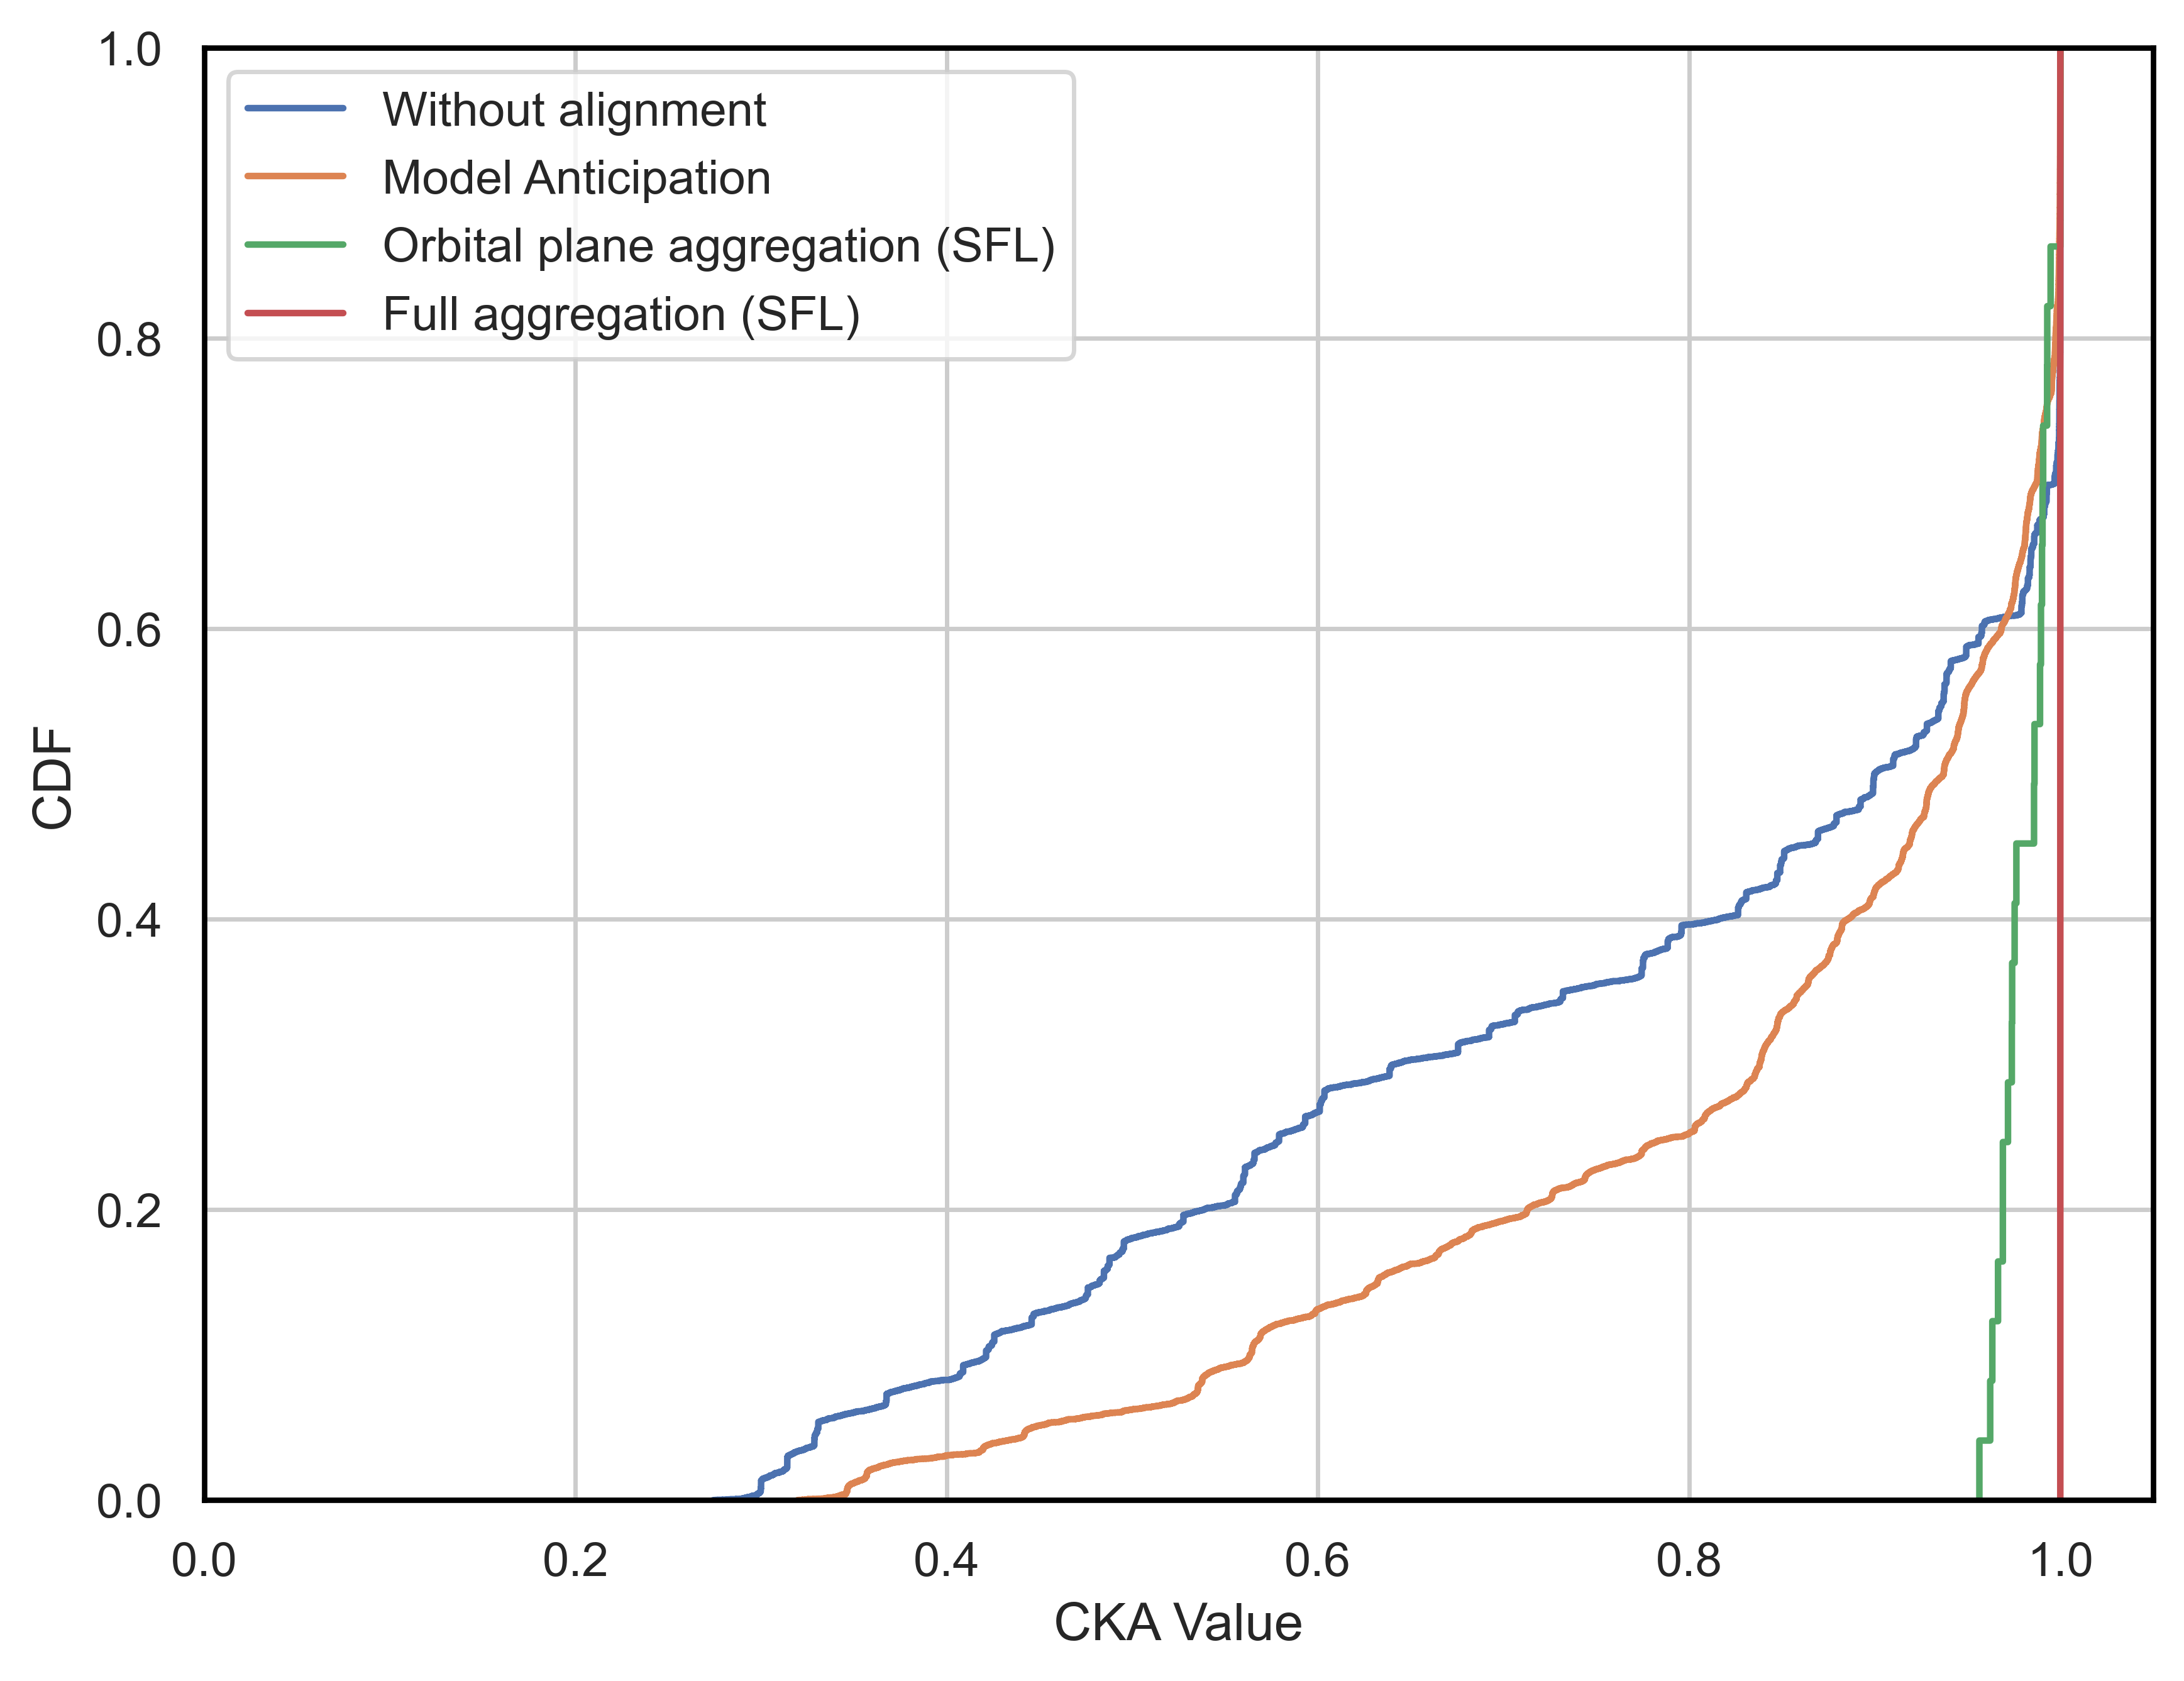 1.0
Without alignment
Model Anticipation
Orbital plane aggregation (SFL)
Full aggregation (SFL)
0.8
0.6
CDF
0.4
0.2
0.0
0.0 0.2 0.4 0.6 0.8 1.0
CKA Value